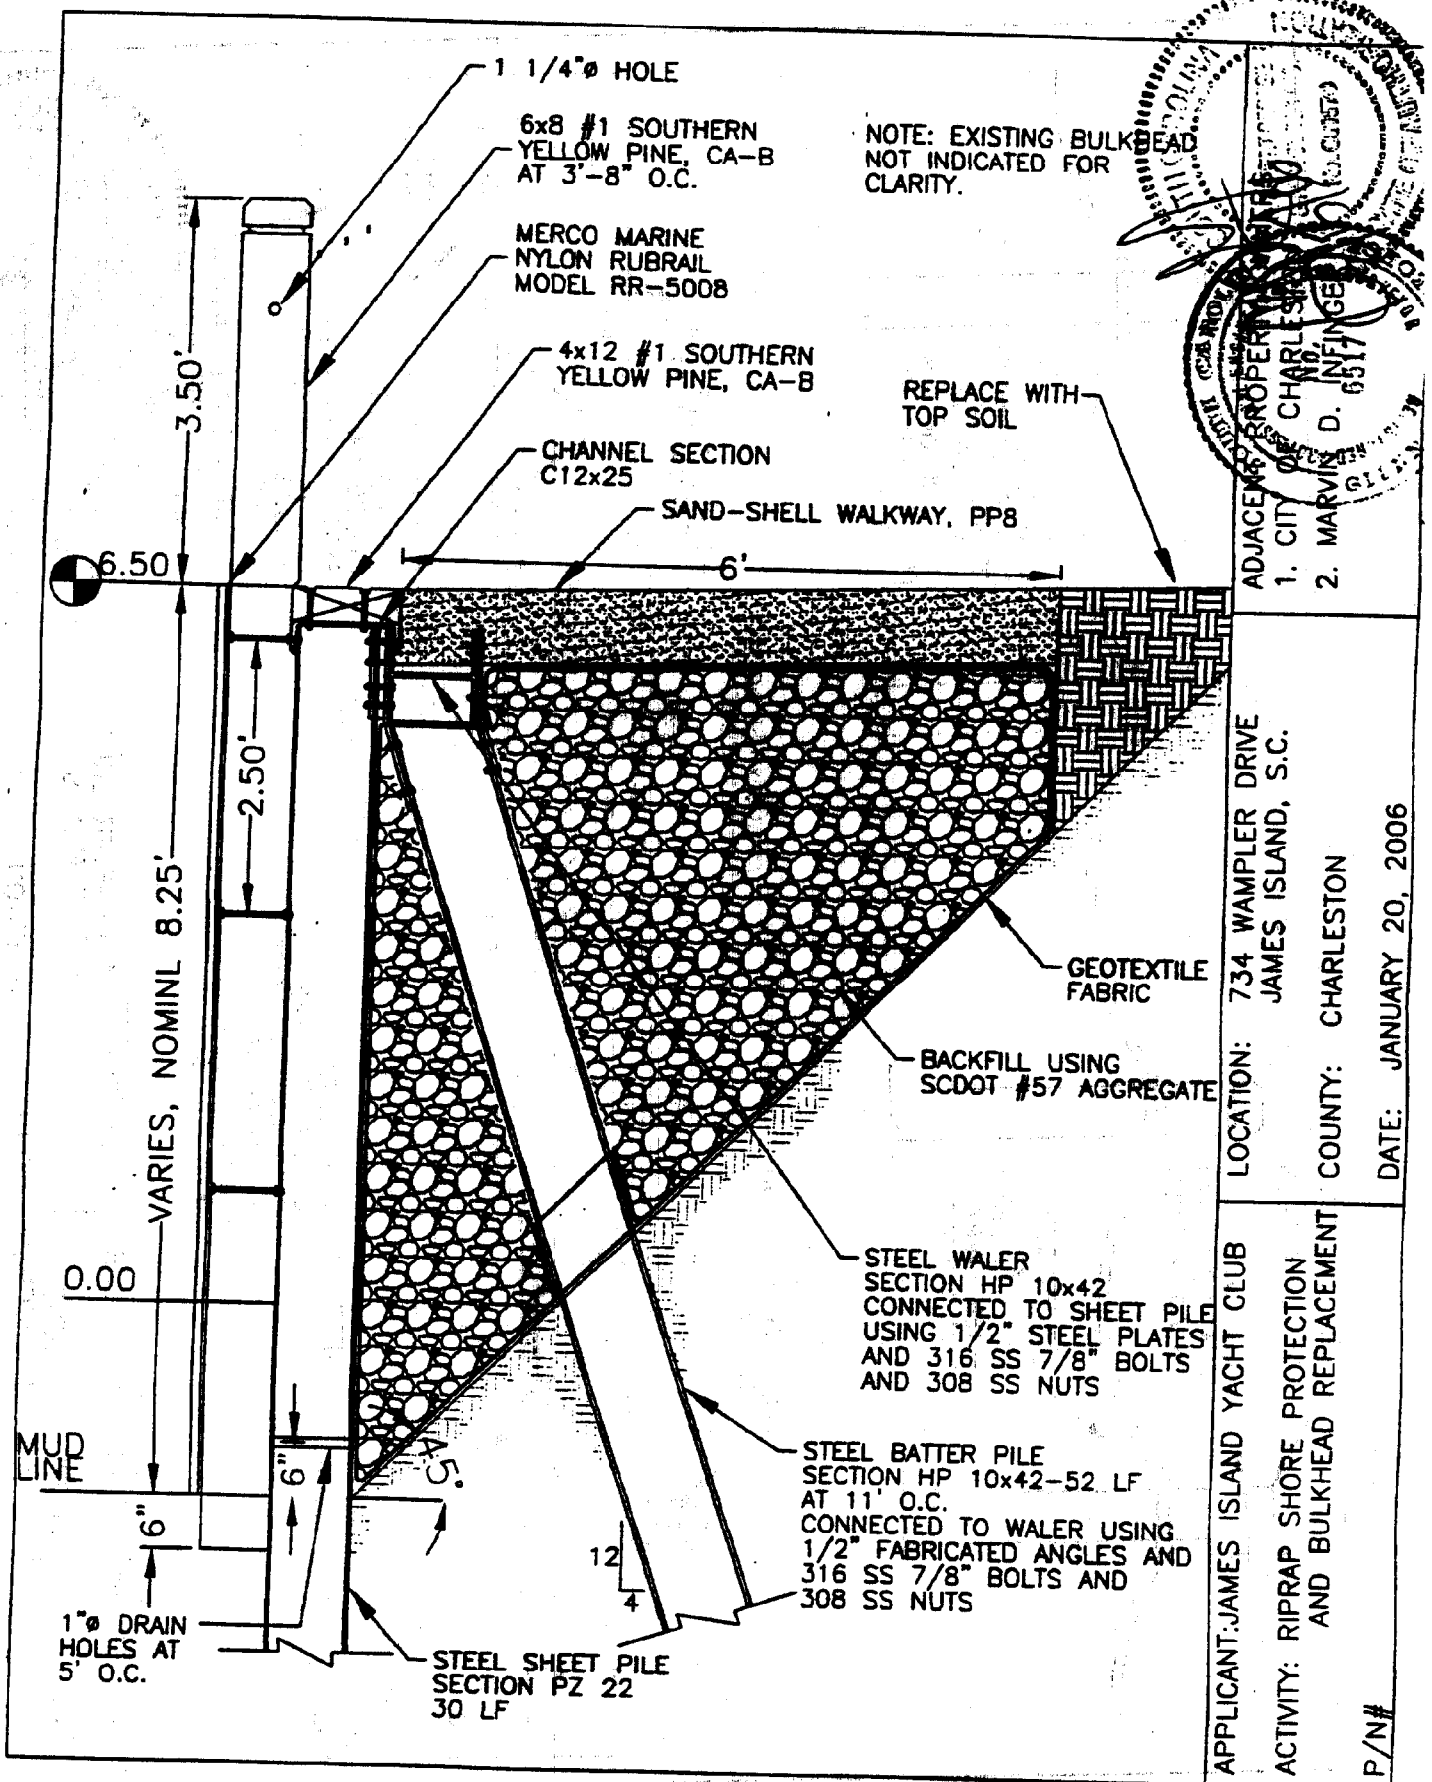 1 1/4"ø HOLE
6x8 #1 SOUTHERN
YELLOW PINE, CA-B
AT 3'-8" O.C.
NOTE: EXISTING BULKHEAD
NOT INDICATED FOR
CLARITY.
MERCO MARINE
NYLON RUBRAIL
MODEL RR-5008
3.50'
4x12 #1 SOUTHERN
YELLOW PINE, CA-B
REPLACE WITH
TOP SOIL
CHANNEL SECTION
C12x25
SAND-SHELL WALKWAY, PP8
6.50
6'
2.50'
VARIES, NOMINL 8.25'
GEOTEXTILE
FABRIC
BACKFILL USING
SCDOT #57 AGGREGATE
0.00
STEEL WALER
SECTION HP 10x42
CONNECTED TO SHEET PILE
USING 1/2" STEEL PLATES
AND 316 SS 7/8" BOLTS
AND 308 SS NUTS
MUD
LINE
6"
6"
45°
STEEL BATTER PILE
SECTION HP 10x42-52 LF
AT 11' O.C.
CONNECTED TO WALER USING
1/2" FABRICATED ANGLES AND
316 SS 7/8" BOLTS AND
308 SS NUTS
12
4
1"ø DRAIN
HOLES AT
5' O.C.
STEEL SHEET PILE
SECTION PZ 22
30 LF
ADJACENT PROPERTY
1. CITY OF CHARLESTON
2. MARVIN D. INFINGER
NO.
6517
LOCATION: 734 WAMPLER DRIVE
JAMES ISLAND, S.C.
COUNTY: CHARLESTON
DATE: JANUARY 20, 2006
APPLICANT:JAMES ISLAND YACHT CLUB
ACTIVITY: RIPRAP SHORE PROTECTION
AND BULKHEAD REPLACEMENT
P/N#